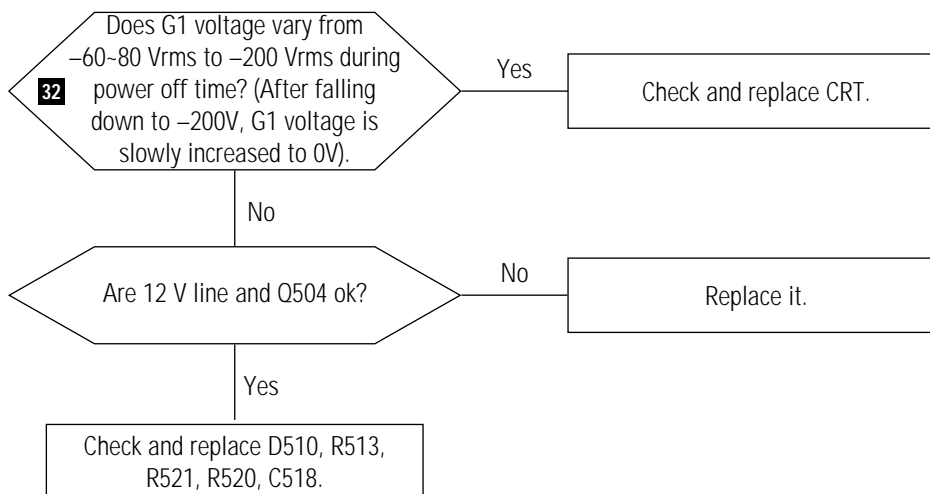 Does G1 voltage vary from
–60~80 Vrms to –200 Vrms during
32 power off time? (After falling
down to –200V, G1 voltage is
slowly increased to 0V).
Yes
Check and replace CRT.
No
Are 12 V line and Q504 ok?
No
Replace it.
Yes
Check and replace D510, R513,
R521, R520, C518.